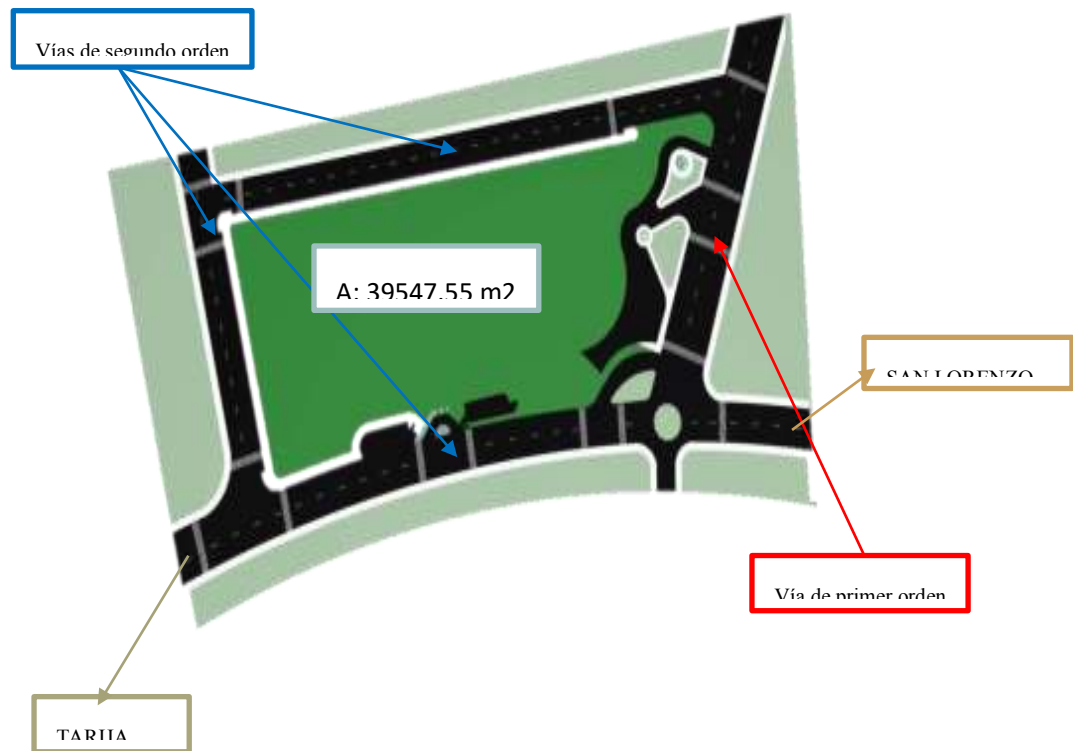 Vías de segundo orden
A: 39547.55 m2
SAN LORENZO
Vía de primer orden
TARIJA